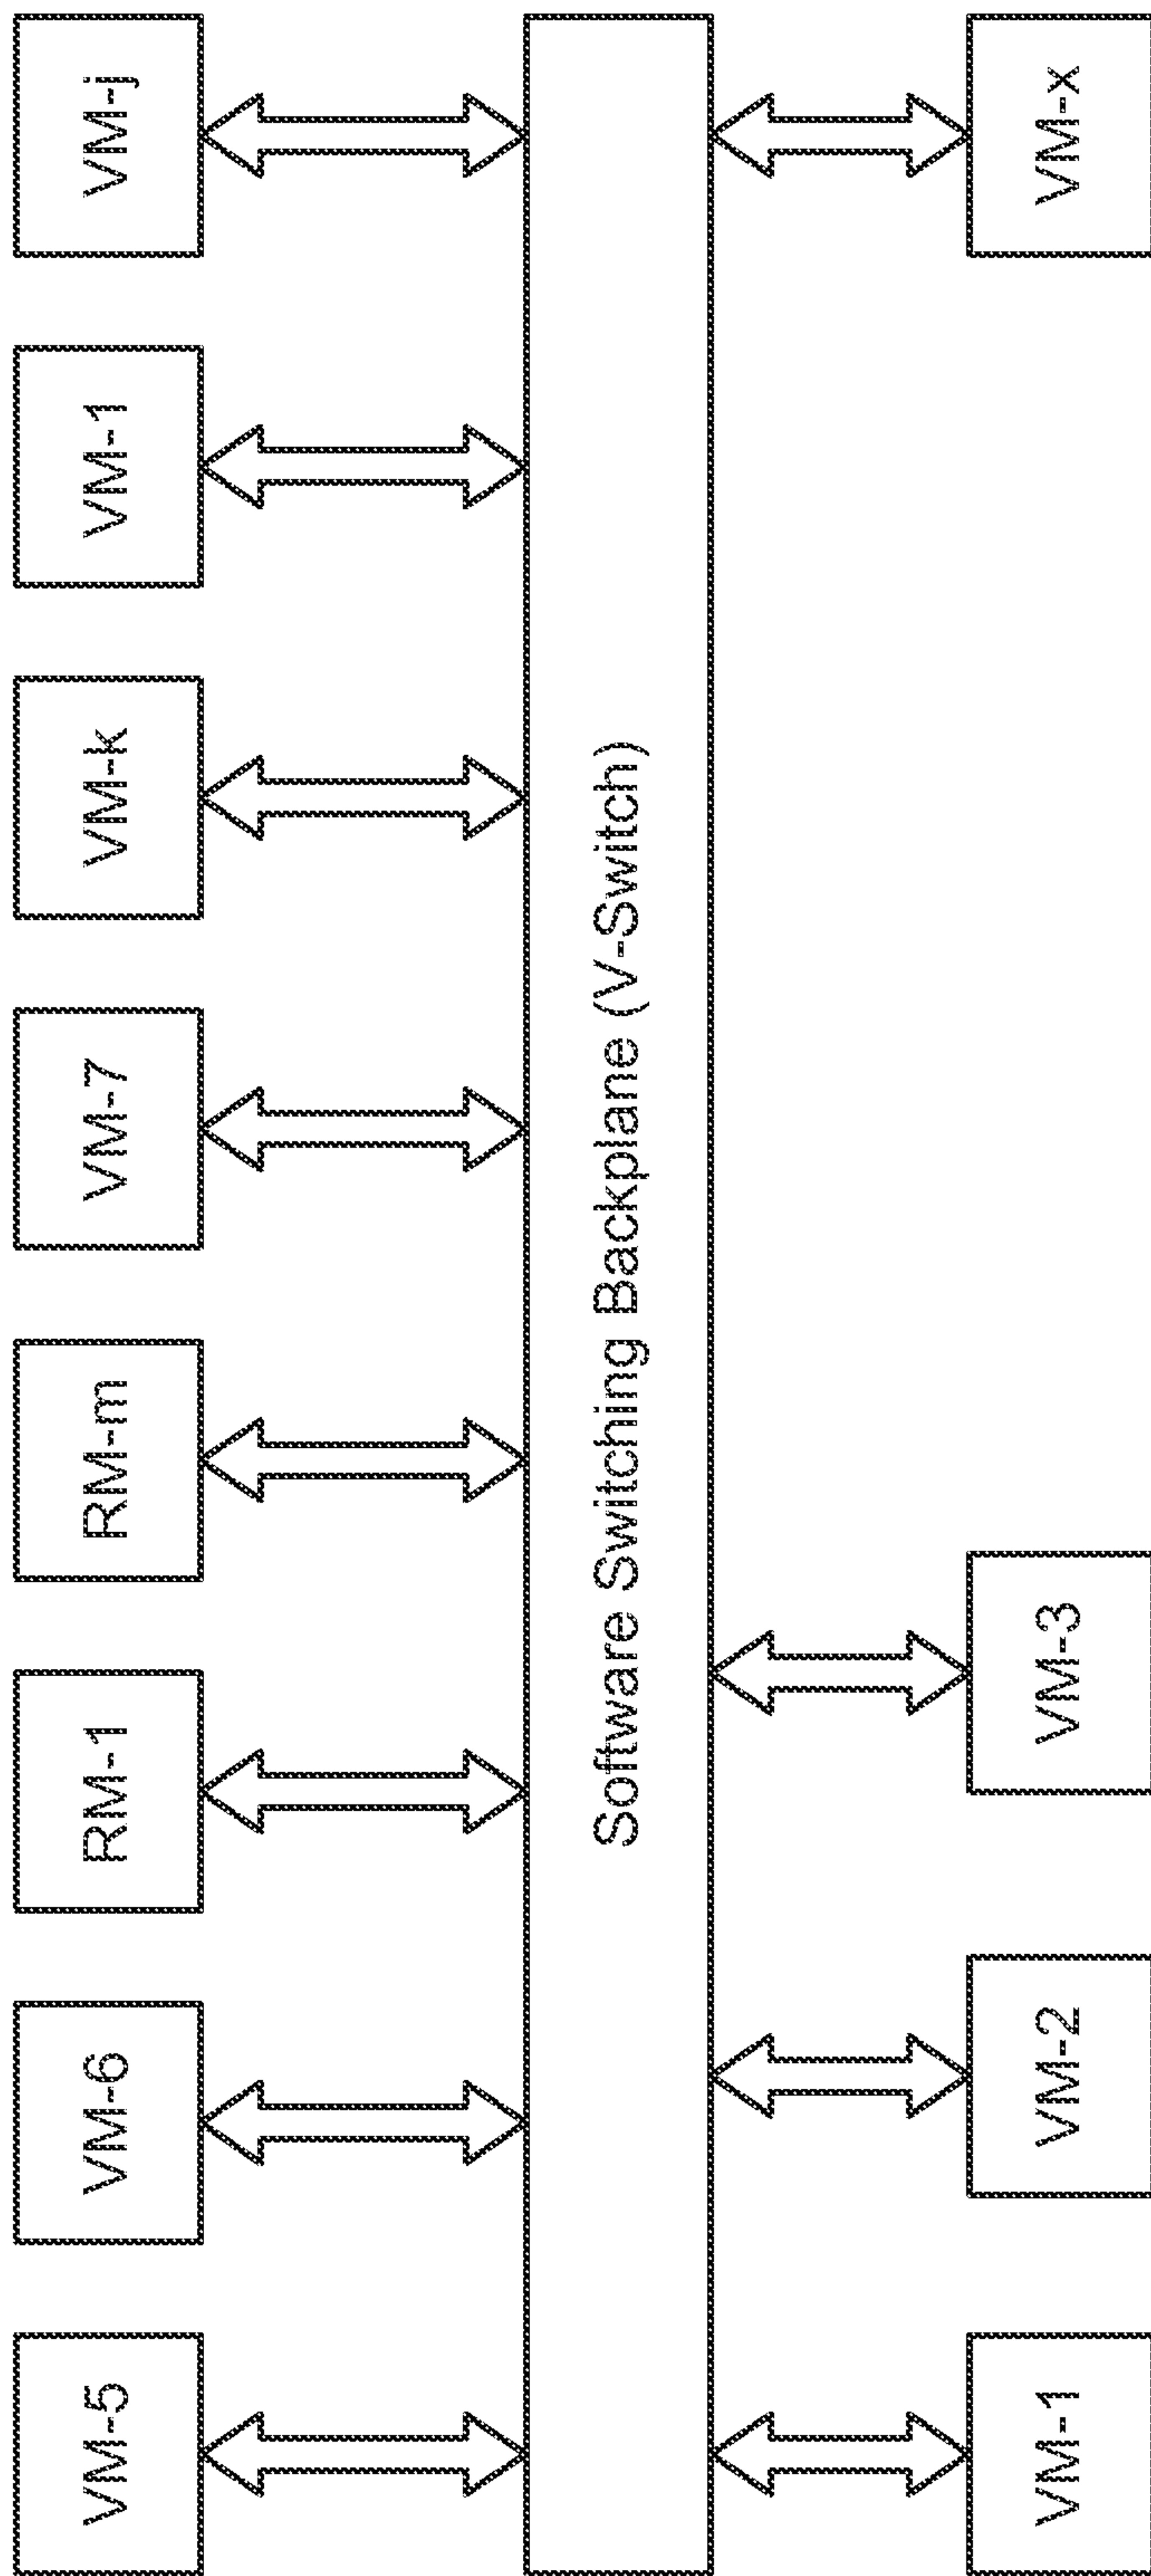 VM-5
VM-6
RM-1
RM-m
VM-7
VM-k
VM-1
VM-j
Software Switching Backplane (V-Switch)
VM-1
VM-2
VM-3
VM-x